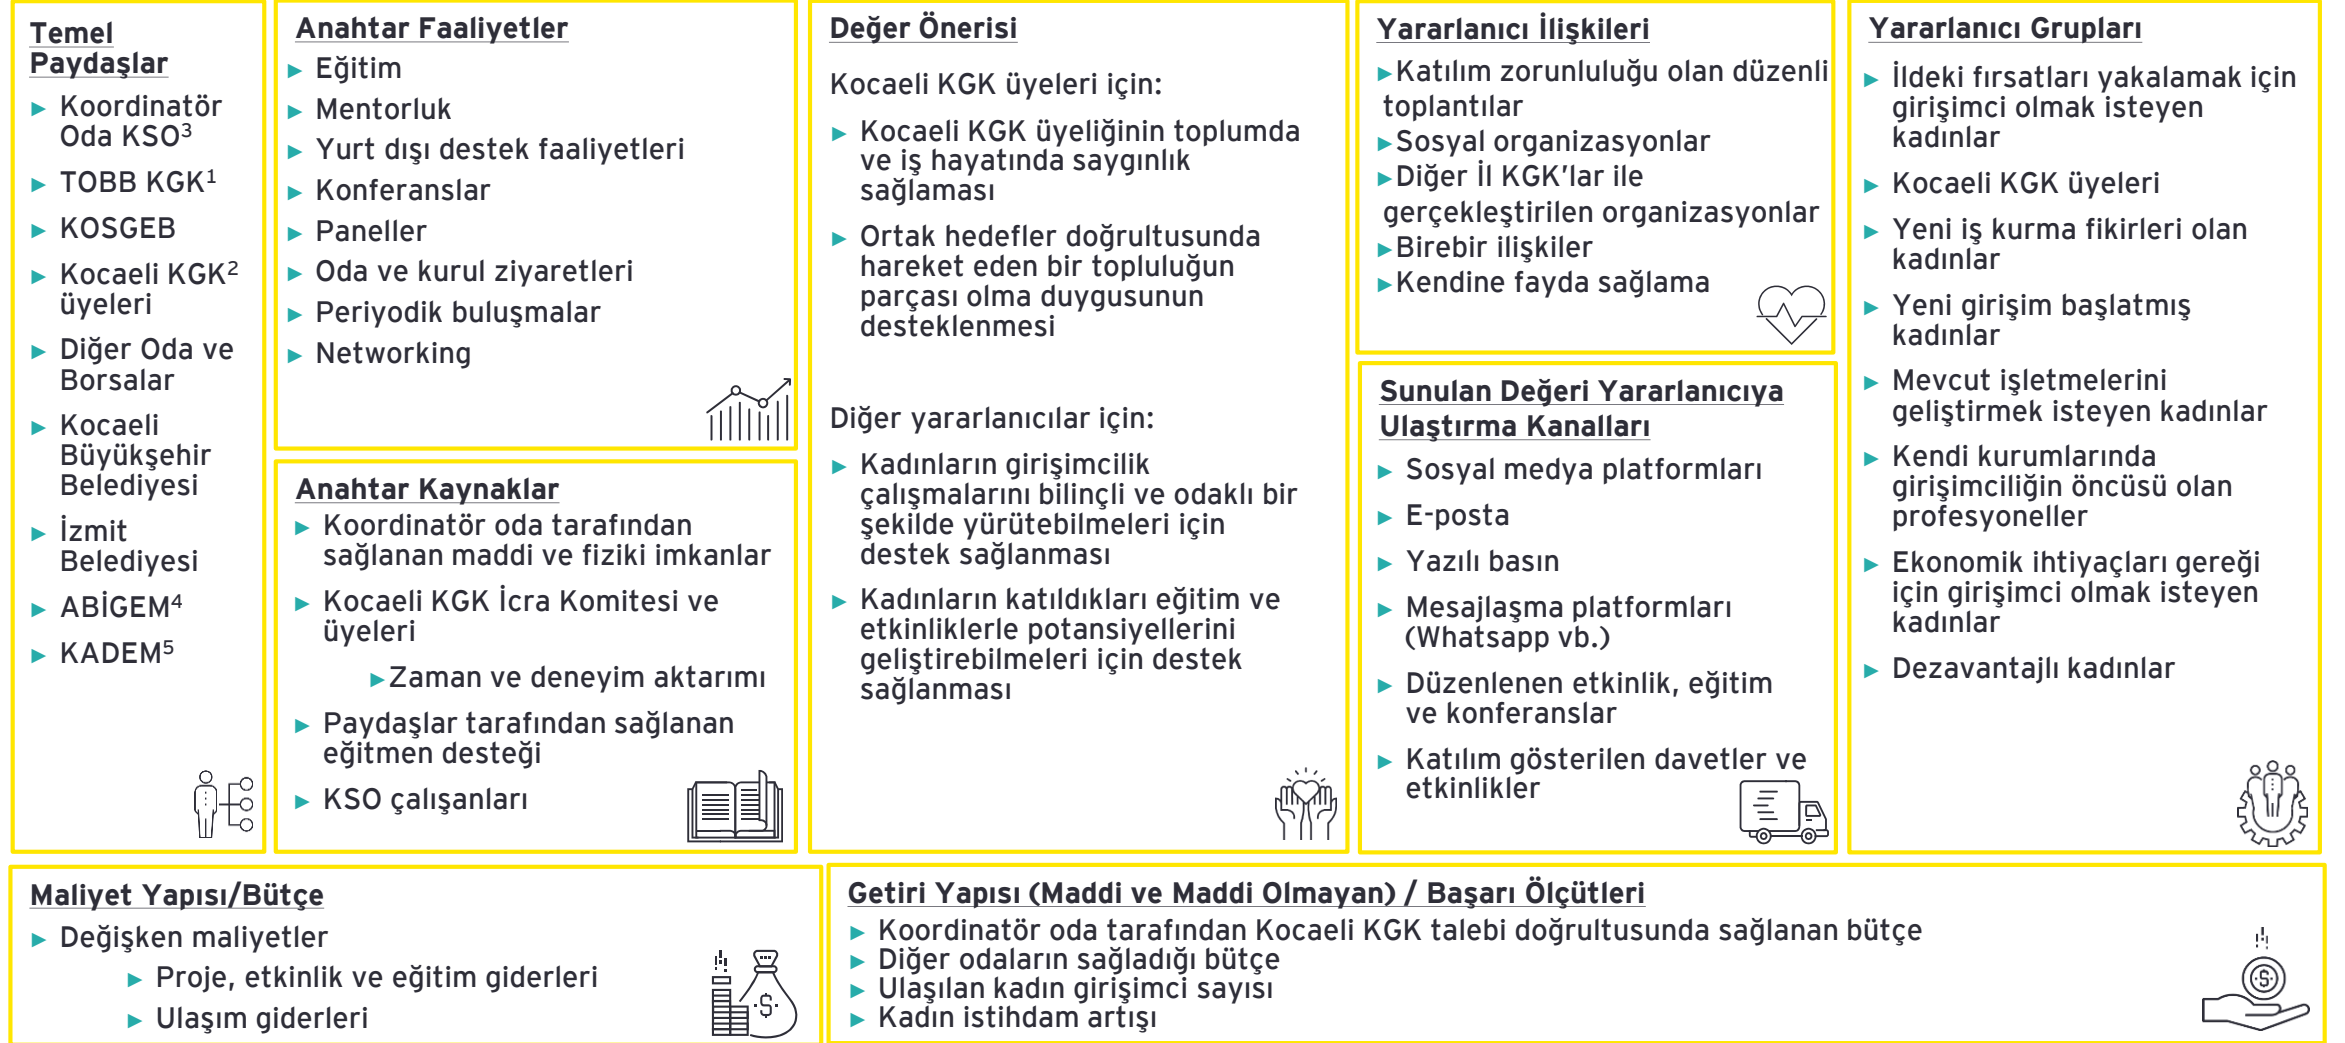 Temel
Paydaşlar
► Koordinatör
Oda KSO³
► TOBB KGK¹
► KOSGEB
► Kocaeli KGK²
üyeleri
► Diğer Oda ve
Borsalar
► Kocaeli
Büyükşehir
Belediyesi
► İzmit
Belediyesi
► ABİGEM⁴
► KADEM⁵
Anahtar Faaliyetler
► Eğitim
► Mentorluk
► Yurt dışı destek faaliyetleri
► Konferanslar
► Paneller
► Oda ve kurul ziyaretleri
► Periyodik buluşmalar
► Networking
Anahtar Kaynaklar
► Koordinatör oda tarafından
sağlanan maddi ve fiziki imkanlar
► Kocaeli KGK İcra Komitesi ve
üyeleri
►Zaman ve deneyim aktarımı
► Paydaşlar tarafından sağlanan
eğitmen desteği
► KSO çalışanları
Değer Önerisi
Kocaeli KGK üyeleri için:
► Kocaeli KGK üyeliğinin toplumda
ve iş hayatında saygınlık
sağlaması
► Ortak hedefler doğrultusunda
hareket eden bir topluluğun
parçası olma duygusunun
desteklenmesi
Diğer yararlanıcılar için:
► Kadınların girişimcilik
çalışmalarını bilinçli ve odaklı bir
şekilde yürütebilmeleri için
destek sağlanması
► Kadınların katıldıkları eğitim ve
etkinliklerle potansiyellerini
geliştirebilmeleri için destek
sağlanması
Yararlanıcı İlişkileri
►Katılım zorunluluğu olan düzenli
toplantılar
►Sosyal organizasyonlar
►Diğer İl KGK’lar ile
gerçekleştirilen organizasyonlar
►Birebir ilişkiler
►Kendine fayda sağlama
Sunulan Değeri Yararlanıcıya
Ulaştırma Kanalları
► Sosyal medya platformları
► E-posta
► Yazılı basın
► Mesajlaşma platformları
(Whatsapp vb.)
► Düzenlenen etkinlik, eğitim
ve konferanslar
► Katılım gösterilen davetler ve
etkinlikler
Yararlanıcı Grupları
► İldeki fırsatları yakalamak için
girişimci olmak isteyen
kadınlar
► Kocaeli KGK üyeleri
► Yeni iş kurma fikirleri olan
kadınlar
► Yeni girişim başlatmış
kadınlar
► Mevcut işletmelerini
geliştirmek isteyen kadınlar
► Kendi kurumlarında
girişimciliğin öncüsü olan
profesyoneller
► Ekonomik ihtiyaçları gereği
için girişimci olmak isteyen
kadınlar
► Dezavantajlı kadınlar
Maliyet Yapısı/Bütçe
► Değişken maliyetler
► Proje, etkinlik ve eğitim giderleri
► Ulaşım giderleri
$
Getiri Yapısı (Maddi ve Maddi Olmayan) / Başarı Ölçütleri
► Koordinatör oda tarafından Kocaeli KGK talebi doğrultusunda sağlanan bütçe
► Diğer odaların sağladığı bütçe
► Ulaşılan kadın girişimci sayısı
► Kadın istihdam artışı
$